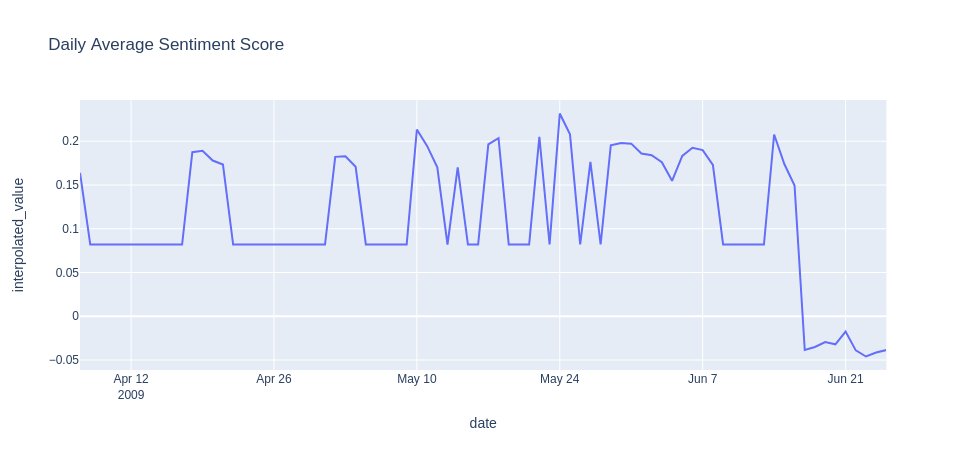 Daily Average Sentiment Score
interpolated_value
0.2
0.15
0.1
0.05
0
−0.05
Apr 12
2009
Apr 26
May 10
May 24
Jun 7
Jun 21
date